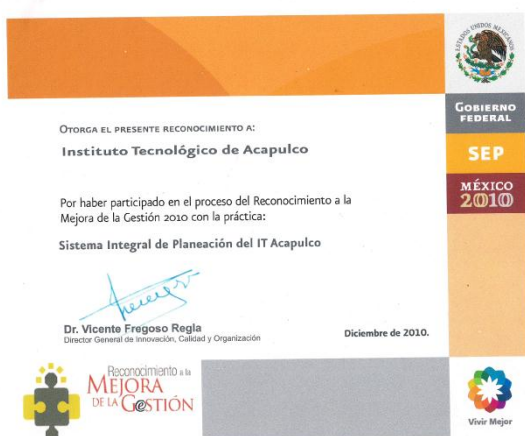 ESTADOS UNIDOS MEXICANOS
GOBIERNO
FEDERAL
SEP
MÉXICO
2010
OTORGA EL PRESENTE RECONOCIMIENTO A:
Instituto Tecnológico de Acapulco
Por haber participado en el proceso del Reconocimiento a la
Mejora de la Gestión 2010 con la práctica:
Sistema Integral de Planeación del IT Acapulco
Dr. Vicente Fregoso Regla
Director General de Innovación, Calidad y Organización
Diciembre de 2010.
Reconocimiento a la
MEJORA
DE LA G@STIÓN
Vivir Mejor